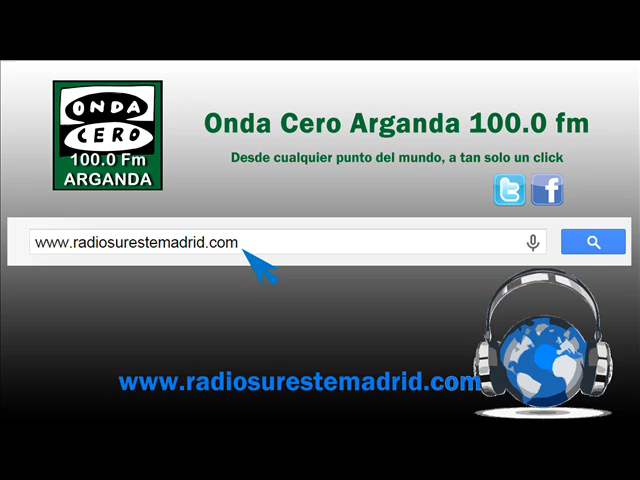 ONDA
CERO
100.0 Fm
ARGANDA
Onda Cero Arganda 100.0 fm
Desde cualquier punto del mundo, a tan solo un click
www.radiosurestemadrid.com
www.radiosurestemadrid.com